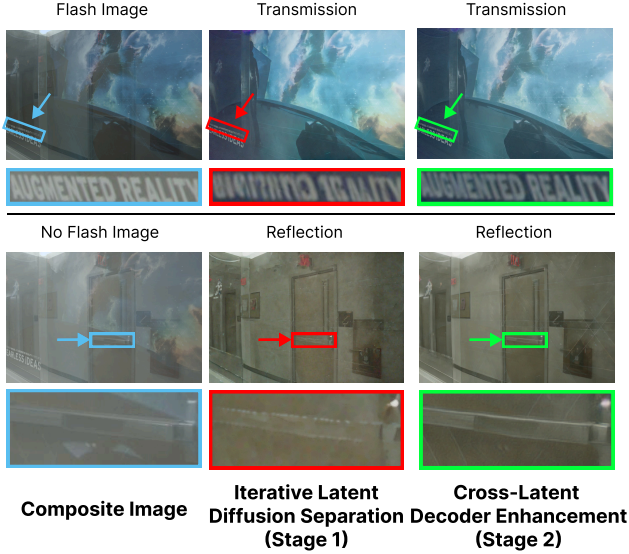 Flash Image
Transmission
Transmission
AUGMENTED REALITY
AUGMENTED REALITY
No Flash Image
Reflection
Reflection
Composite Image
Iterative Latent
Diffusion Separation
(Stage 1)
Cross-Latent
Decoder Enhancement
(Stage 2)